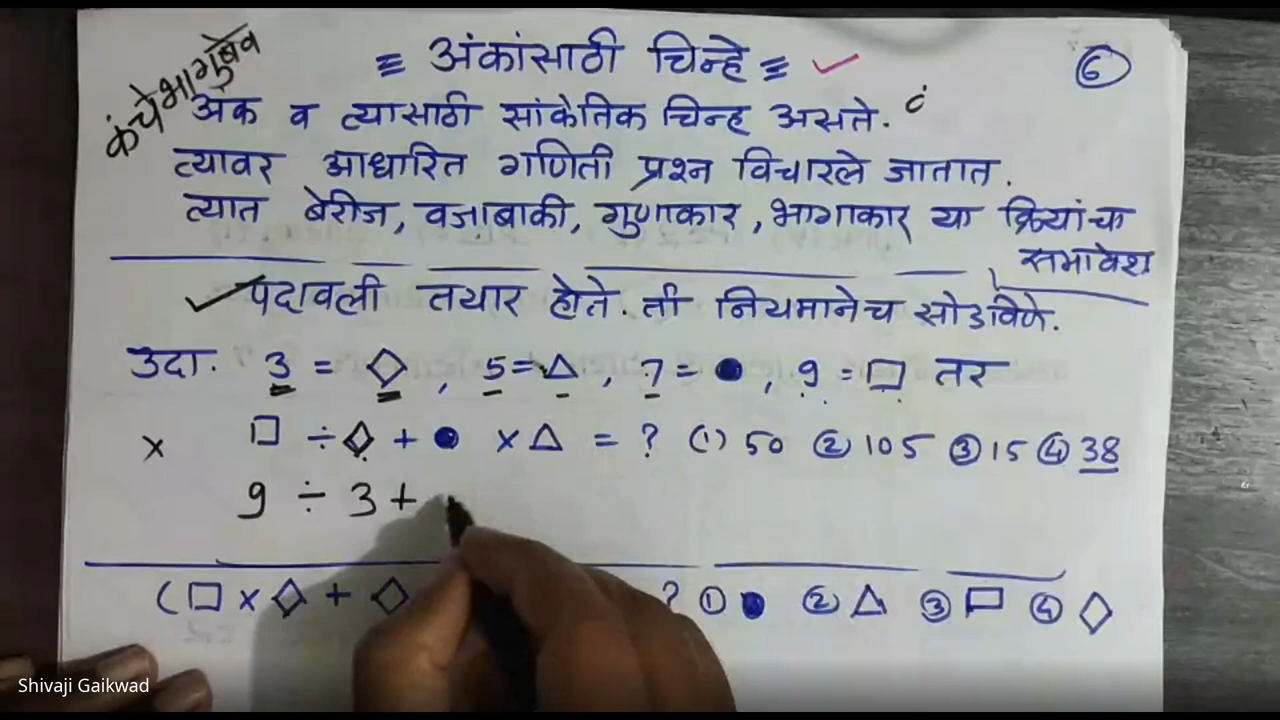 = अंकांसाठी चिन्हे = ✓ ६
कंचेभागुबेव
अंक व त्यासाठी सांकेतिक चिन्ह असते.
त्यावर आधारित गणिती प्रश्न विचारले जातात.
त्यात बेरीज, वजाबाकी, गुणाकार, भागाकार या क्रियांचा
समावेश
✓ पदावली तयार होते. ती नियमानेच सोडविणे.
उदा. 3 = ◇, 5 = △, 7 = ●, 9 = □ तर
x □ ÷ ◇ + ● x △ = ? (1) 50 ② 105 ③ 15 ④ 38
9 ÷ 3 +
( □ x ◇ + ◇ ? ① ● ② △ ③ □ ④ ◇
Shivaji Gaikwad